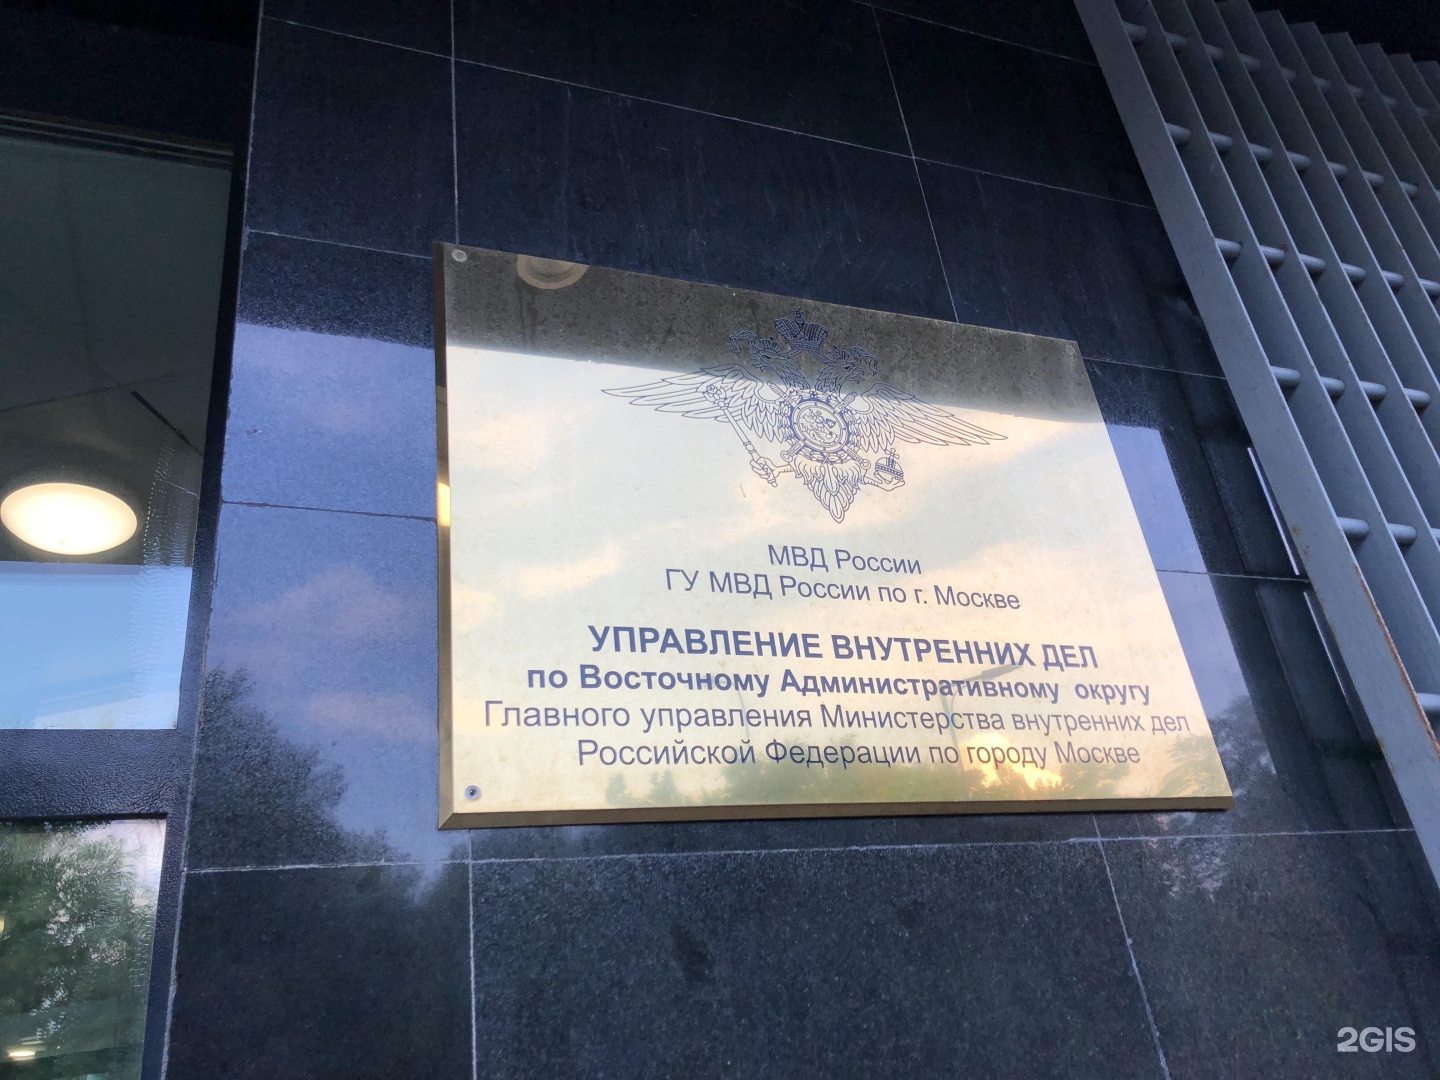 МВД России
ГУ МВД России по г. Москве
УПРАВЛЕНИЕ ВНУТРЕННИХ ДЕЛ
по Восточному Административному округу
Главного управления Министерства внутренних дел
Российской Федерации по городу Москве
2GIS